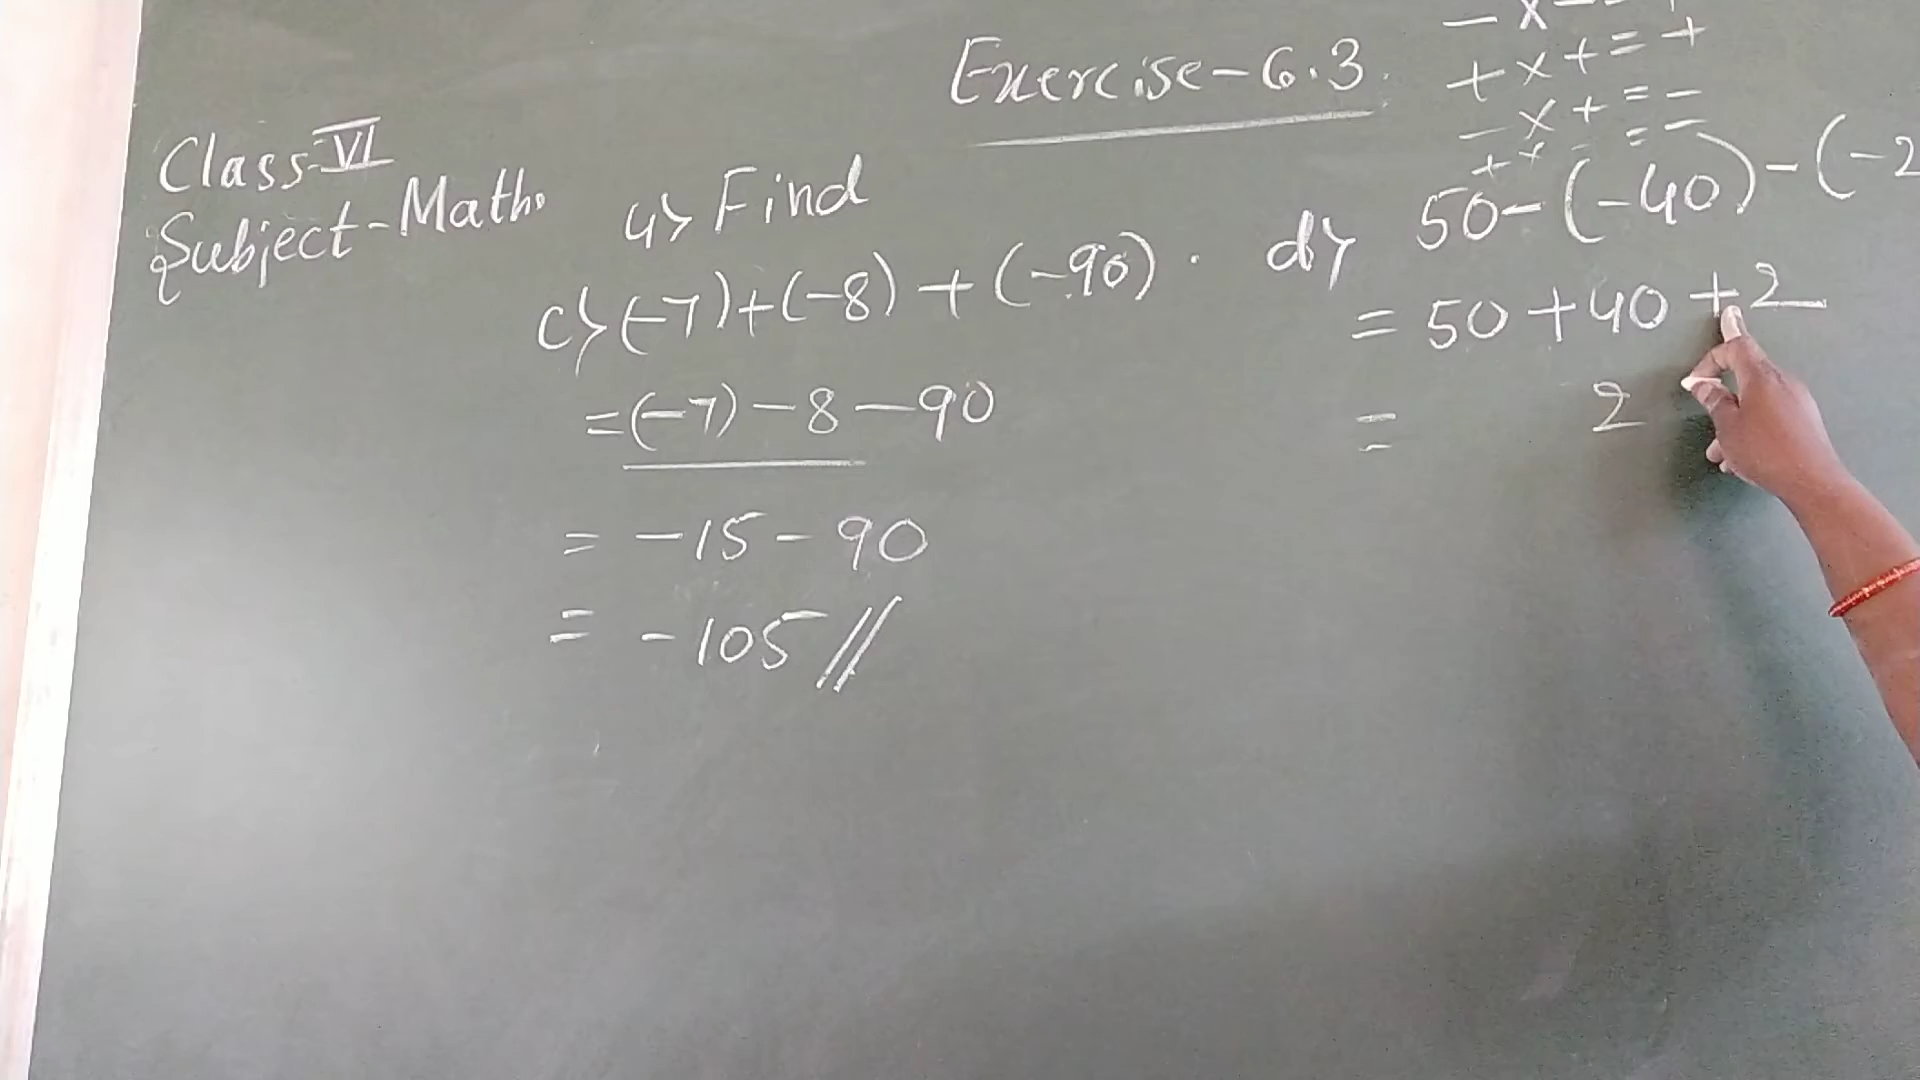 Exercise-6.3.
- x - = +
+ x + = +
- x + = -
+ x - = -
Class-VI
Subject-Maths
4> Find
c> (-7)+(-8)+(-90).
=(-7)-8-90
= -15-90
= -105//
d> 50-(-40)-(-2
= 50+40+2
= 2